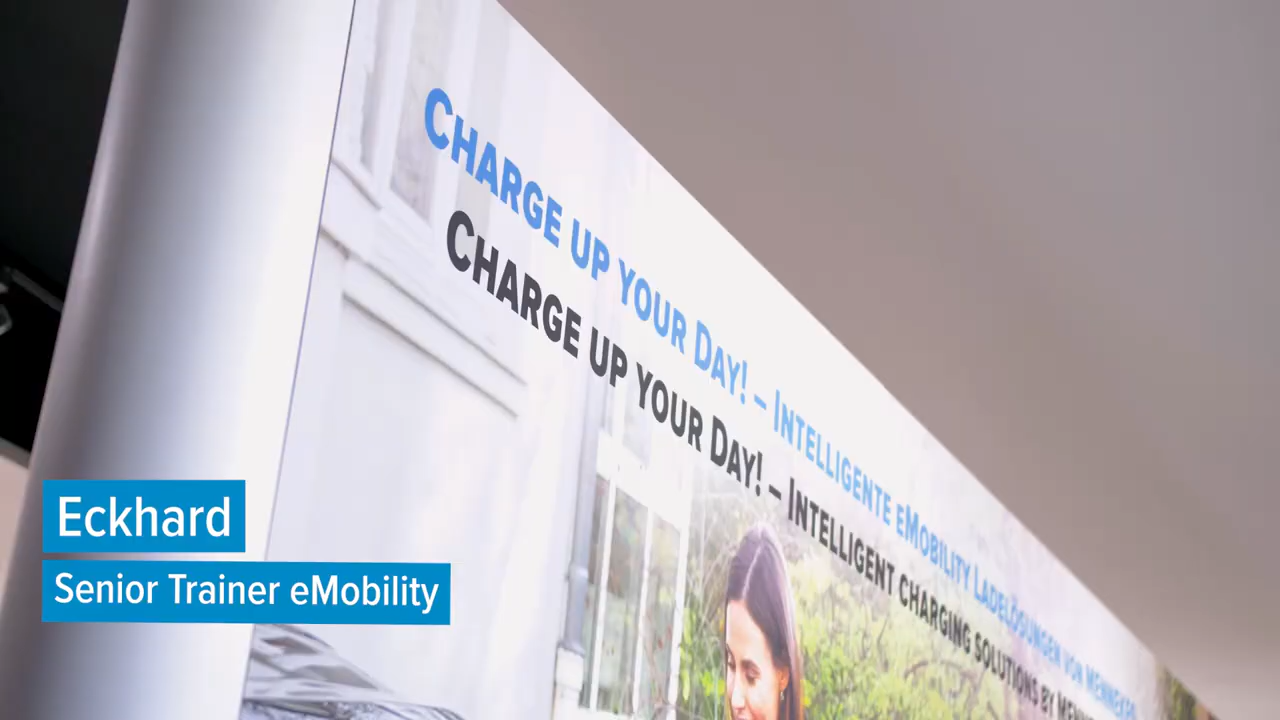 Charge up your Day! – Intelligente eMobility Ladelösungen von Mennekes
Charge up your Day! – Intelligent charging solutions by
Eckhard
Senior Trainer eMobility